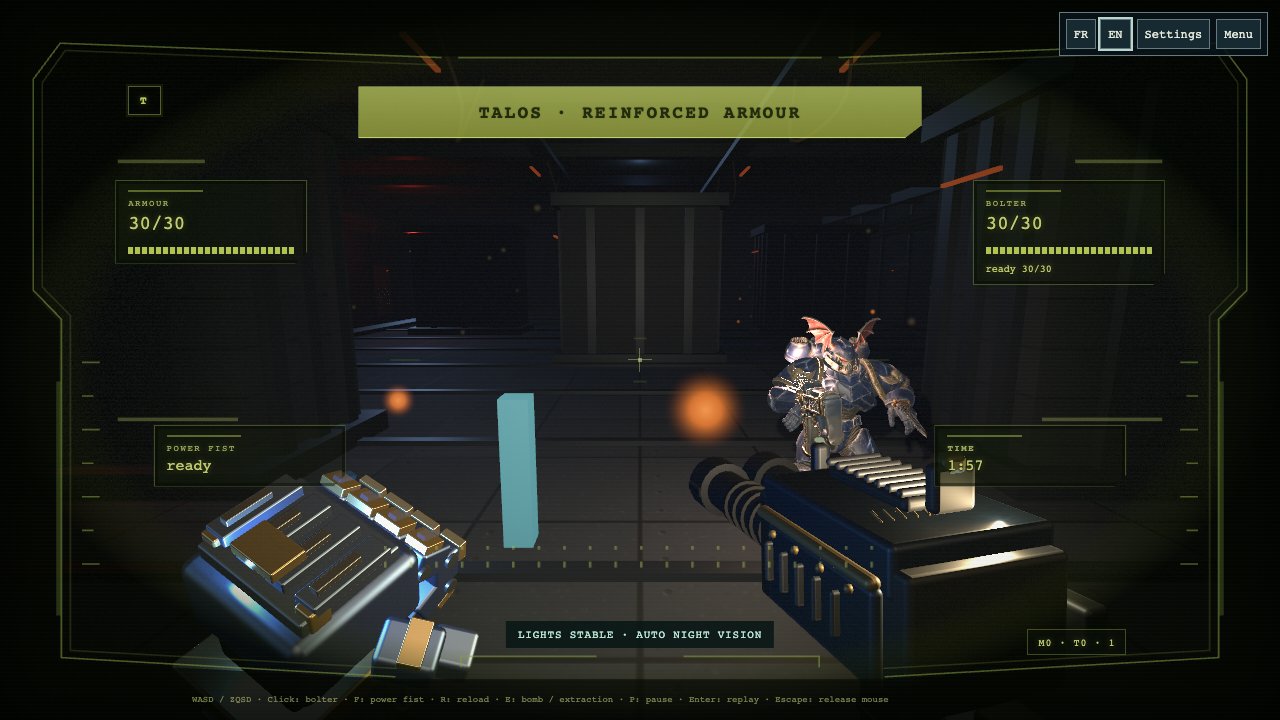 FR EN Settings Menu
T
TALOS · REINFORCED ARMOUR
ARMOUR
30/30
BOLTER
30/30
ready 30/30
POWER FIST
ready
TIME
1:57
LIGHTS STABLE · AUTO NIGHT VISION
M0 · T0 · 1
WASD / ZQSD · Click: bolter · F: power fist · R: reload · E: bomb / extraction · P: pause · Enter: replay · Escape: release mouse